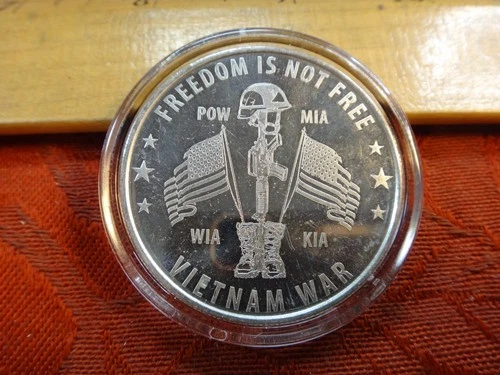 FREEDOM IS NOT FREE
POW MIA
WIA KIA
VIETNAM WAR